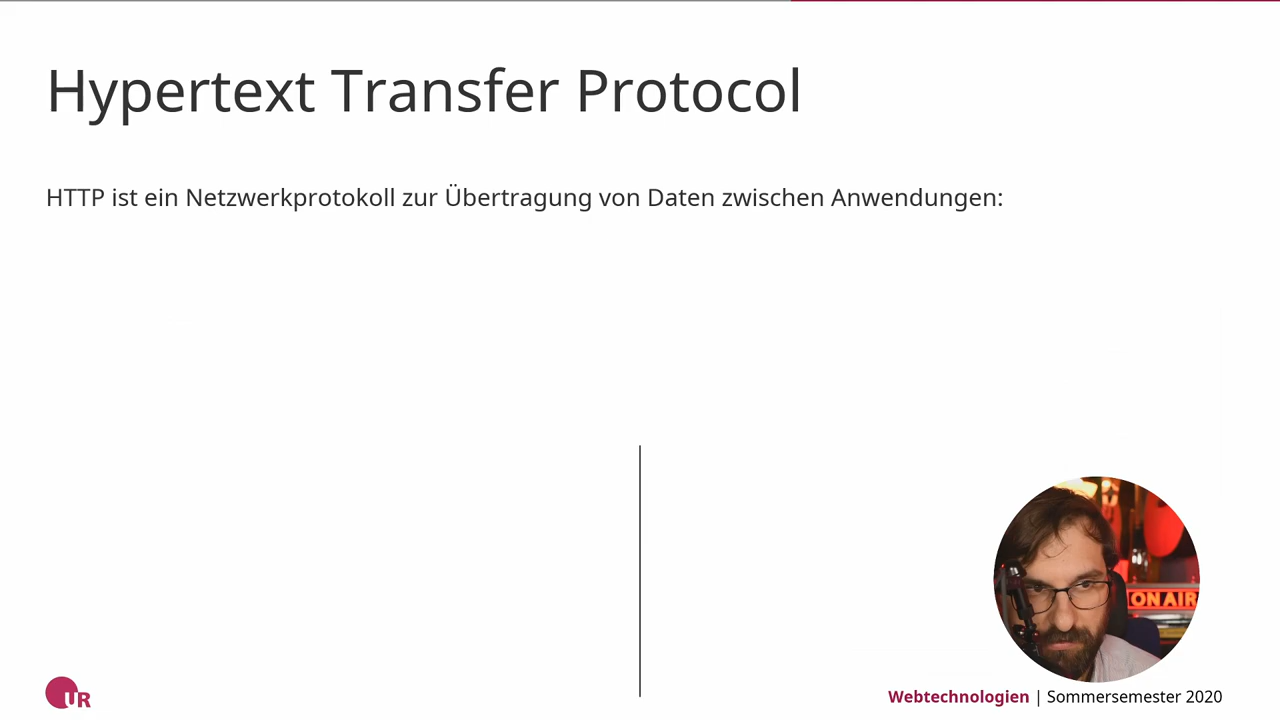 Hypertext Transfer Protocol
HTTP ist ein Netzwerkprotokoll zur Übertragung von Daten zwischen Anwendungen:
ON AIR
UR
Webtechnologien | Sommersemester 2020